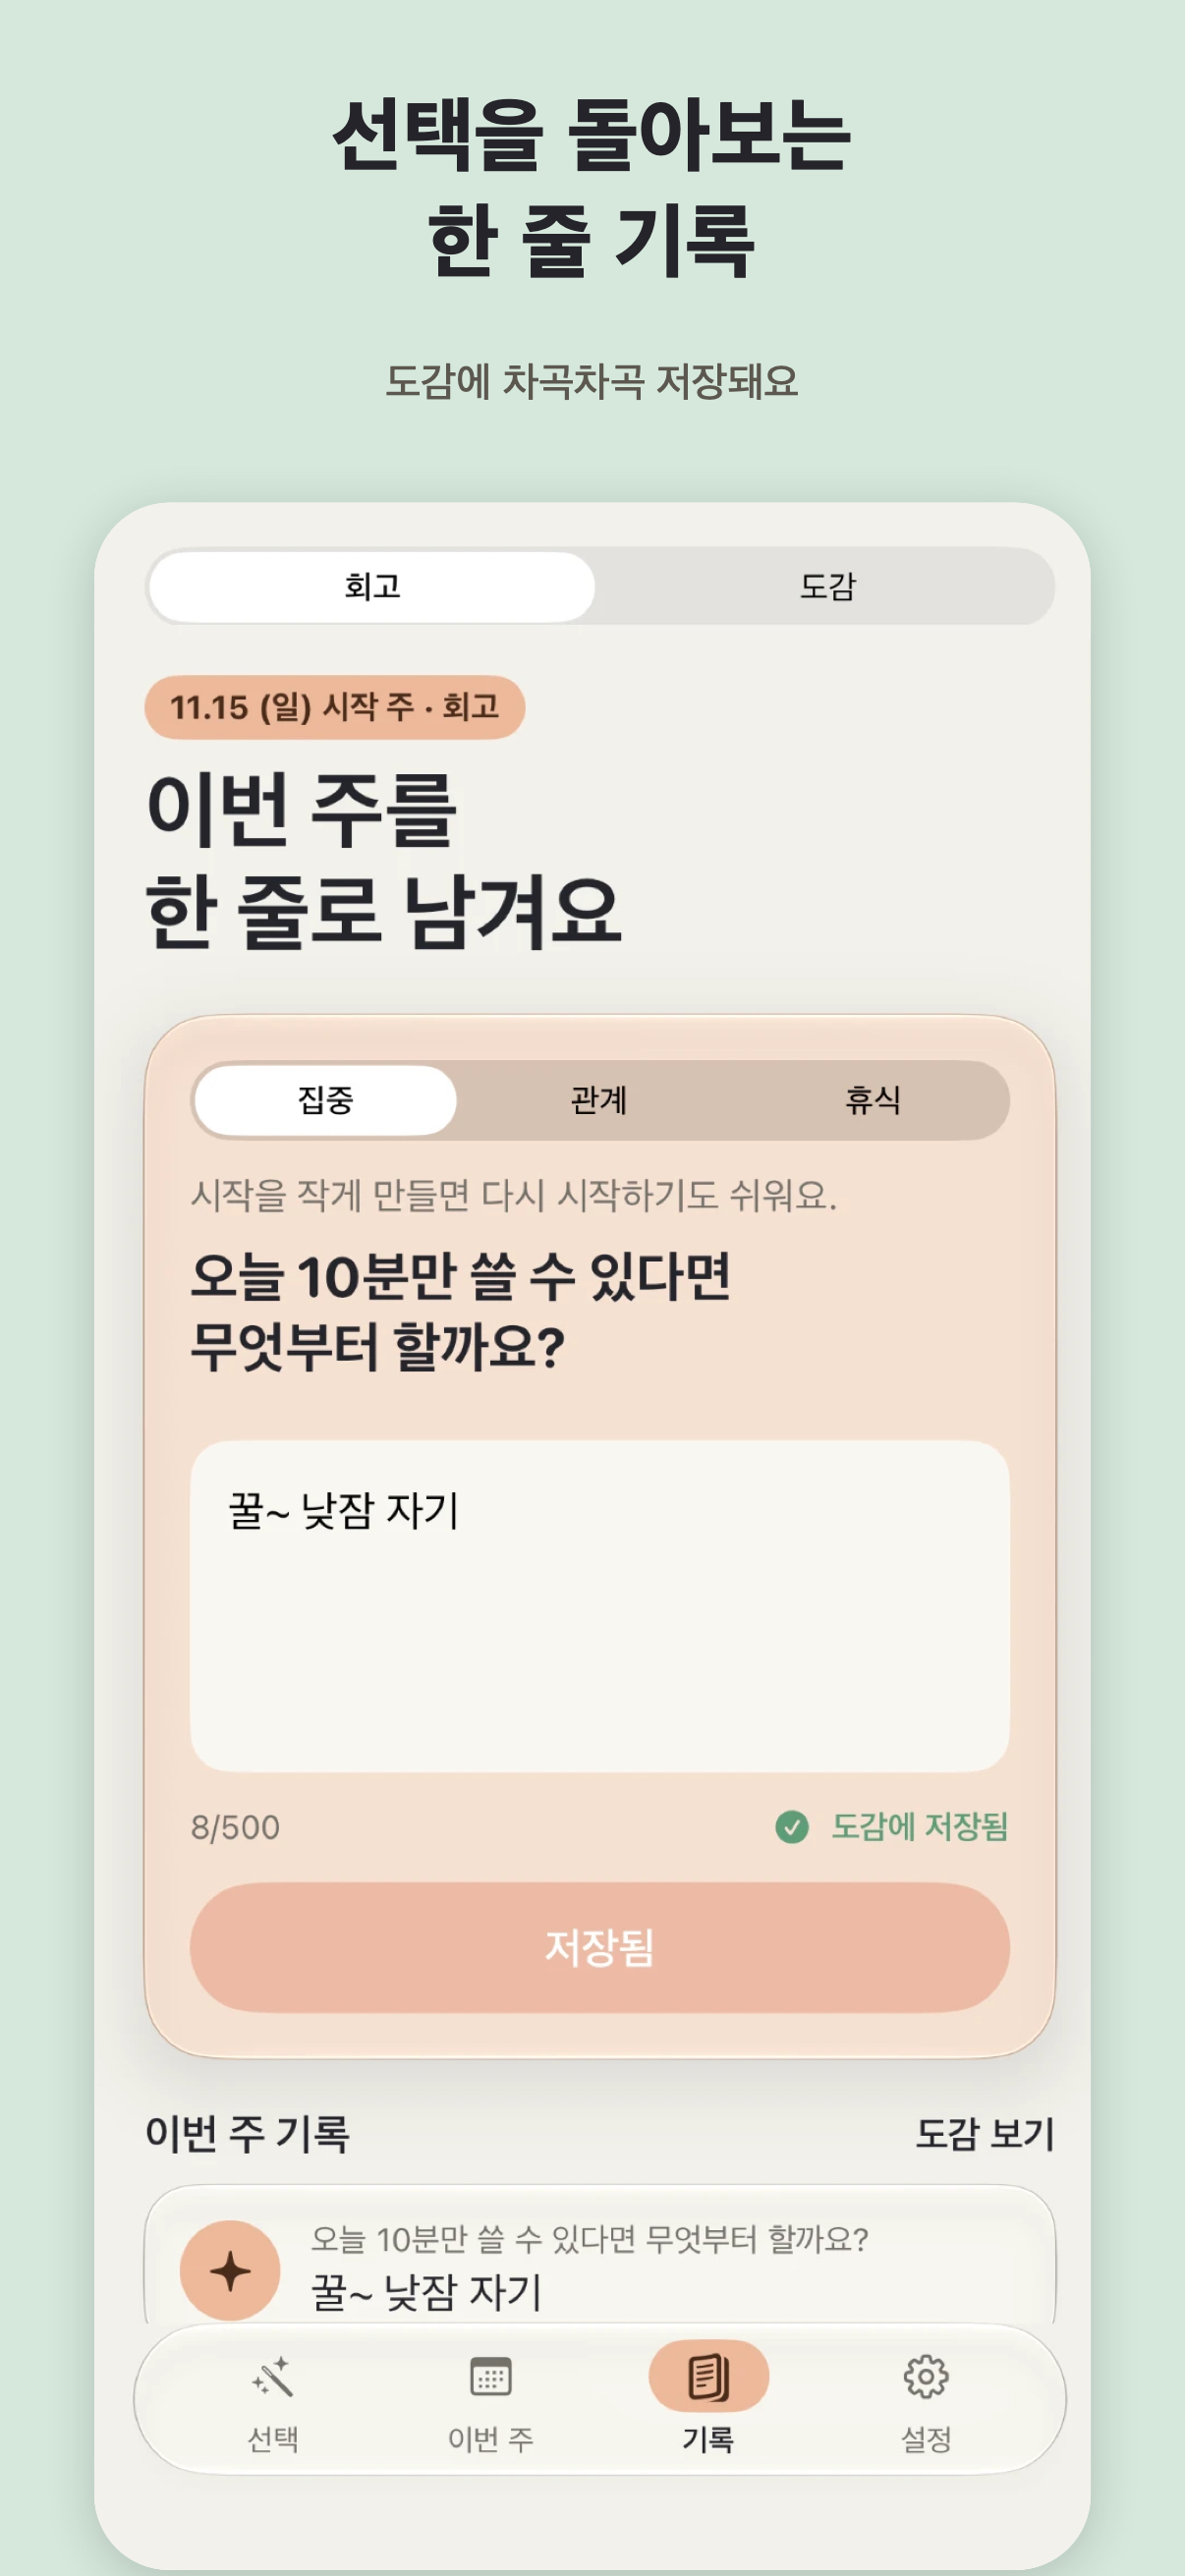 선택을 돌아보는
한 줄 기록
도감에 차곡차곡 저장돼요
회고
도감
11.15 (일) 시작 주 · 회고
이번 주를
한 줄로 남겨요
집중
관계
휴식
시작을 작게 만들면 다시 시작하기도 쉬워요.
오늘 10분만 쓸 수 있다면
무엇부터 할까요?
꿀~ 낮잠 자기
8/500
도감에 저장됨
저장됨
이번 주 기록
도감 보기
오늘 10분만 쓸 수 있다면 무엇부터 할까요?
꿀~ 낮잠 자기
선택
이번 주
기록
설정